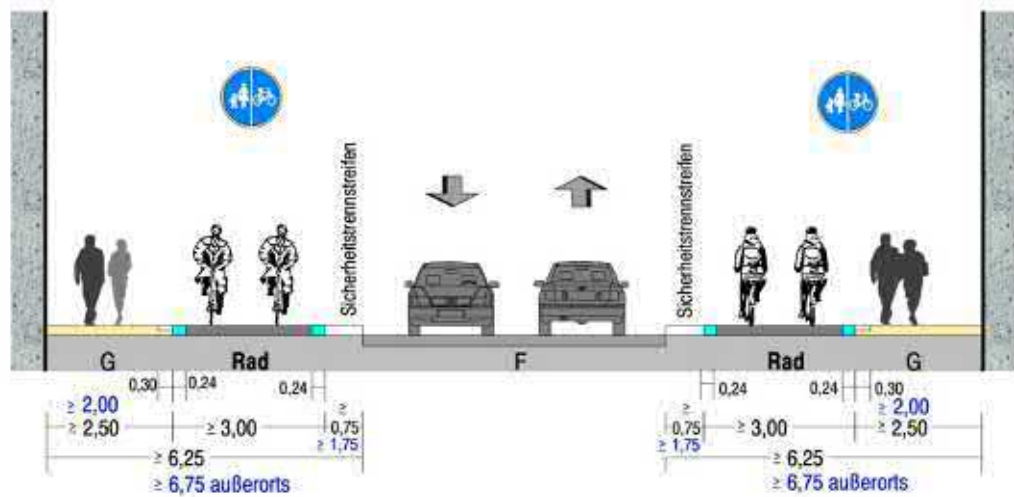 Sicherheitstrennstreifen
Sicherheitstrennstreifen
G Rad F Rad G
0,30 0,24 0,24 0,24 0,24 0,30
≥ 2,00 ≥ ≥ ≥ 2,00
≥ 2,50 ≥ 3,00 0,75 0,75 ≥ 3,00 ≥ 2,50
≥ 1,75 ≥ 1,75
≥ 6,25 ≥ 6,25
≥ 6,75 außerorts ≥ 6,75 außerorts